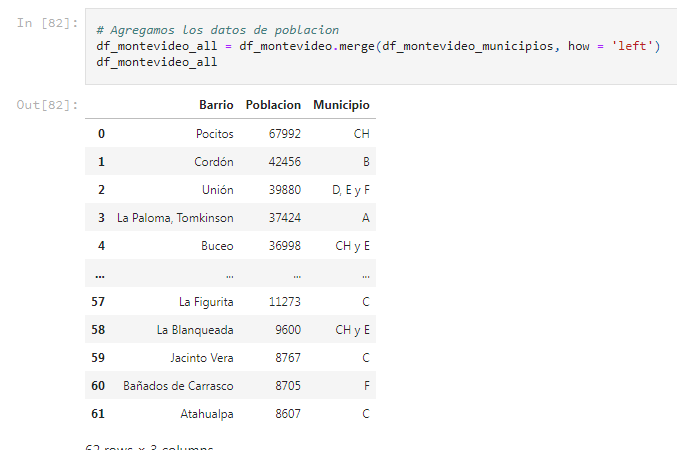 In [82]:
# Agregamos los datos de poblacion
df_montevideo_all = df_montevideo.merge(df_montevideo_municipios, how = 'left')
df_montevideo_all
Out[82]:
Barrio Poblacion Municipio
0 Pocitos 67992 CH
1 Cordón 42456 B
2 Unión 39880 D, E y F
3 La Paloma, Tomkinson 37424 A
4 Buceo 36998 CH y E
... ... ... ...
57 La Figurita 11273 C
58 La Blanqueada 9600 CH y E
59 Jacinto Vera 8767 C
60 Bañados de Carrasco 8705 F
61 Atahualpa 8607 C
62 rows × 3 columns